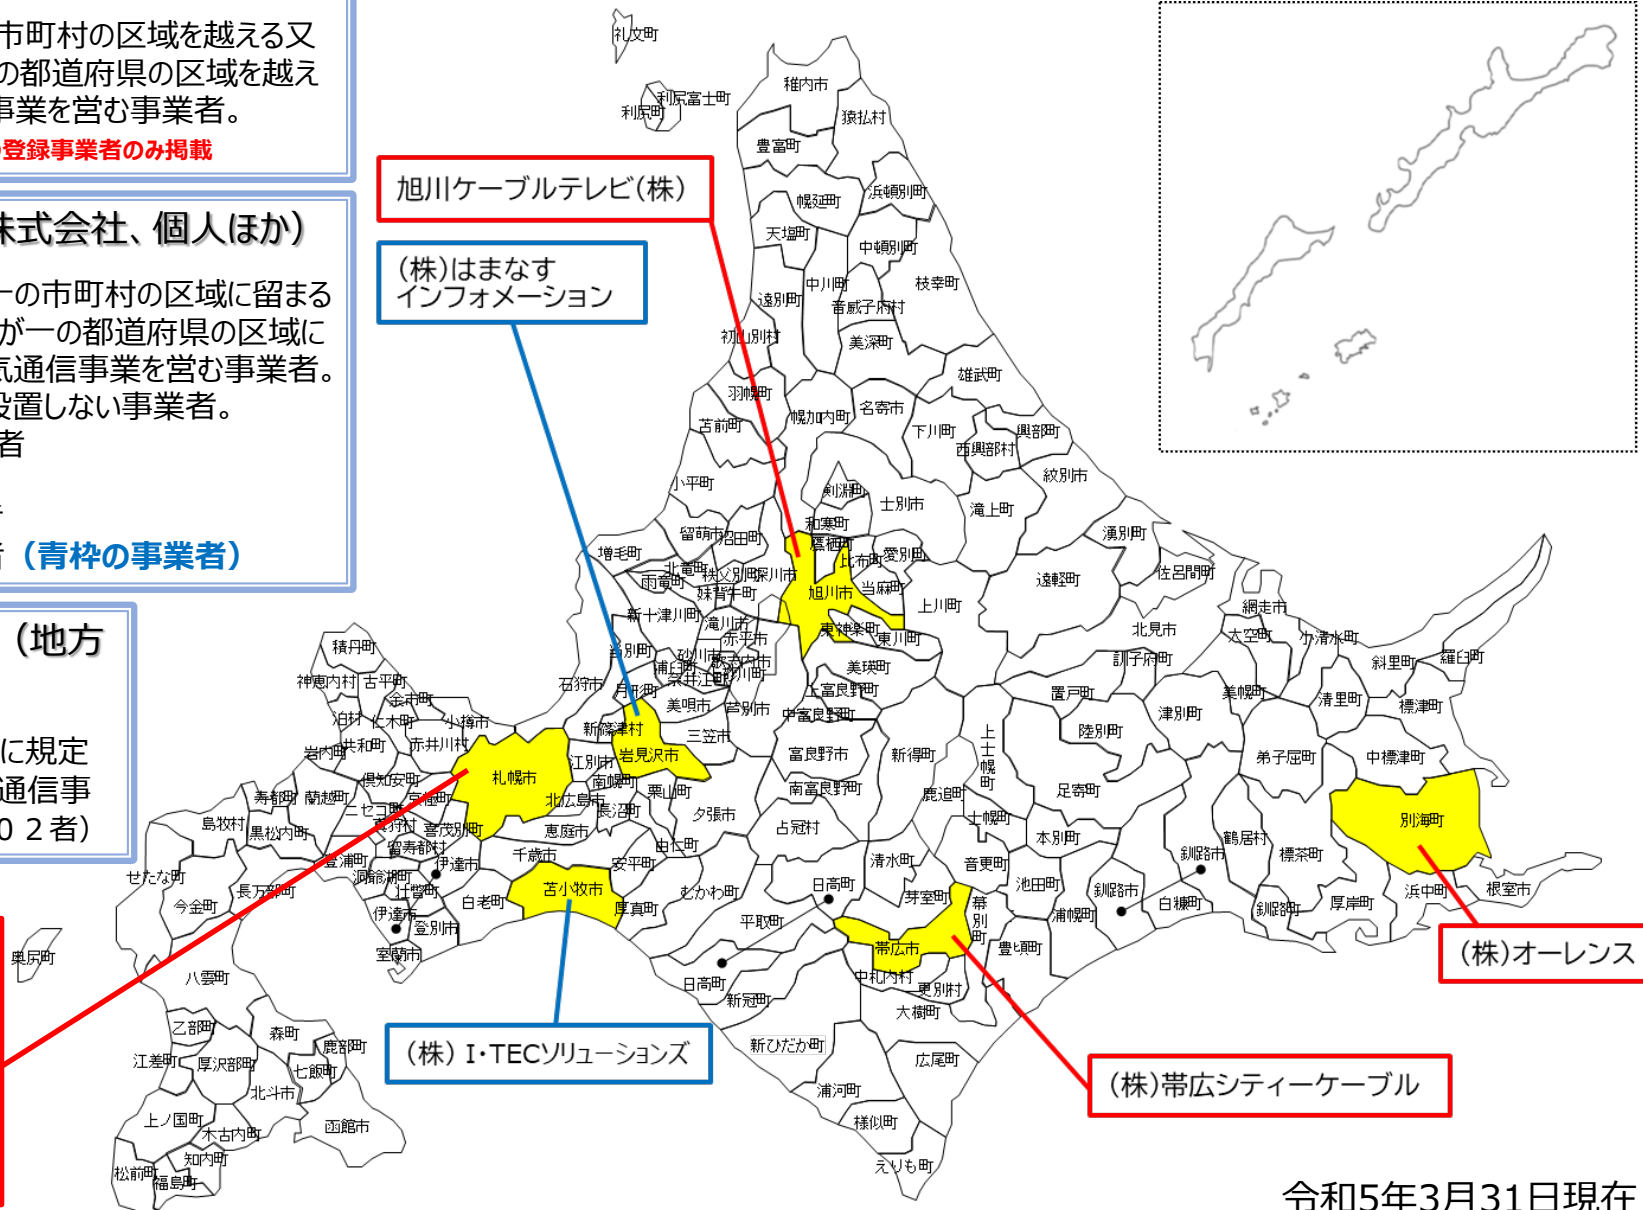 市町村の区域を越える又
の都道府県の区域を越え
事業を営む事業者。
登録事業者のみ掲載
株式会社、個人ほか）
一の市町村の区域に留まる
が一の都道府県の区域に
気通信事業を営む事業者。
設置しない事業者。
者
者（青枠の事業者）
（地方
に規定
通信事
０２者）
旭川ケーブルテレビ(株)
(株)はまなす
インフォメーション
(株) I・TECソリューションズ
(株)帯広シティーケーブル
(株)オーレンス
礼文町
利尻富士町
利尻町
稚内市
猿払村
豊富町
浜頓別町
幌延町
天塩町
中頓別町
枝幸町
中川町
遠別町
音威子府村
初山別村
美深町
雄武町
羽幌町
名寄市
幌加内町
苫前町
下川町
興部町
西興部村
紋別市
小平町
剣淵町
士別市
滝上町
和寒町
留萌市
沼田町
鷹栖町
比布町
愛別町
湧別町
増毛町
北竜町
秩父別町
深川市
雨竜町
妹背牛町
旭川市
当麻町
上川町
遠軽町
佐呂間町
新十津川町
滝川市
赤平市
東神楽町
東川町
北見市
網走市
大空町
小清水町
当別町
砂川市
歌志内市
浦臼町
奈井江町
美瑛町
訓子府町
斜里町
羅臼町
積丹町
神恵内村
古平町
余市町
石狩市
月形町
美唄市
芦別市
上富良野町
中富良野町
置戸町
美幌町
清里町
標津町
泊村
仁木町
小樽市
新篠津村
三笠市
津別町
陸別町
岩内町
共和町
赤井川村
札幌市
江別市
岩見沢市
富良野市
新得町
上士幌町
弟子屈町
中標津町
倶知安町
南幌町
栗山町
南富良野町
足寄町
寿都町
蘭越町
ニセコ町
京極町
北広島市
長沼町
夕張市
鹿追町
士幌町
別海町
島牧村
黒松内町
真狩村
喜茂別町
恵庭市
占冠村
本別町
鶴居村
留寿都村
由仁町
豊浦町
伊達市
千歳市
安平町
清水町
音更町
標茶町
釧路市
せたな町
洞爺湖町
壮瞥町
苫小牧市
むかわ町
日高町
芽室町
池田町
釧路市
浜中町
根室市
今金町
長万部町
白老町
厚真町
幕別町
浦幌町
白糠町
釧路町
厚岸町
伊達市
登別市
平取町
帯広市
豊頃町
奥尻町
室蘭市
八雲町
日高町
中札内村
更別村
新冠町
大樹町
乙部町
森町
鹿部町
新ひだか町
江差町
厚沢部町
七飯町
広尾町
北斗市
浦河町
上ノ国町
木古内町
函館市
様似町
知内町
松前町
福島町
えりも町
令和5年3月31日現在